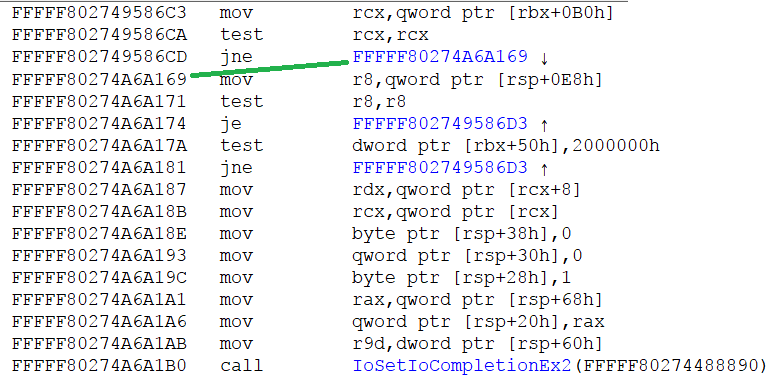 FFFFF802749586C3 mov rcx,qword ptr [rbx+0B0h]
FFFFF802749586CA test rcx,rcx
FFFFF802749586CD jne FFFFF80274A6A169 ↓
FFFFF80274A6A169 mov r8,qword ptr [rsp+0E8h]
FFFFF80274A6A171 test r8,r8
FFFFF80274A6A174 je FFFFF802749586D3 ↑
FFFFF80274A6A17A test dword ptr [rbx+50h],2000000h
FFFFF80274A6A181 jne FFFFF802749586D3 ↑
FFFFF80274A6A187 mov rdx,qword ptr [rcx+8]
FFFFF80274A6A18B mov rcx,qword ptr [rcx]
FFFFF80274A6A18E mov byte ptr [rsp+38h],0
FFFFF80274A6A193 mov qword ptr [rsp+30h],0
FFFFF80274A6A19C mov byte ptr [rsp+28h],1
FFFFF80274A6A1A1 mov rax,qword ptr [rsp+68h]
FFFFF80274A6A1A6 mov qword ptr [rsp+20h],rax
FFFFF80274A6A1AB mov r9d,dword ptr [rsp+60h]
FFFFF80274A6A1B0 call IoSetIoCompletionEx2(FFFFF80274488890)